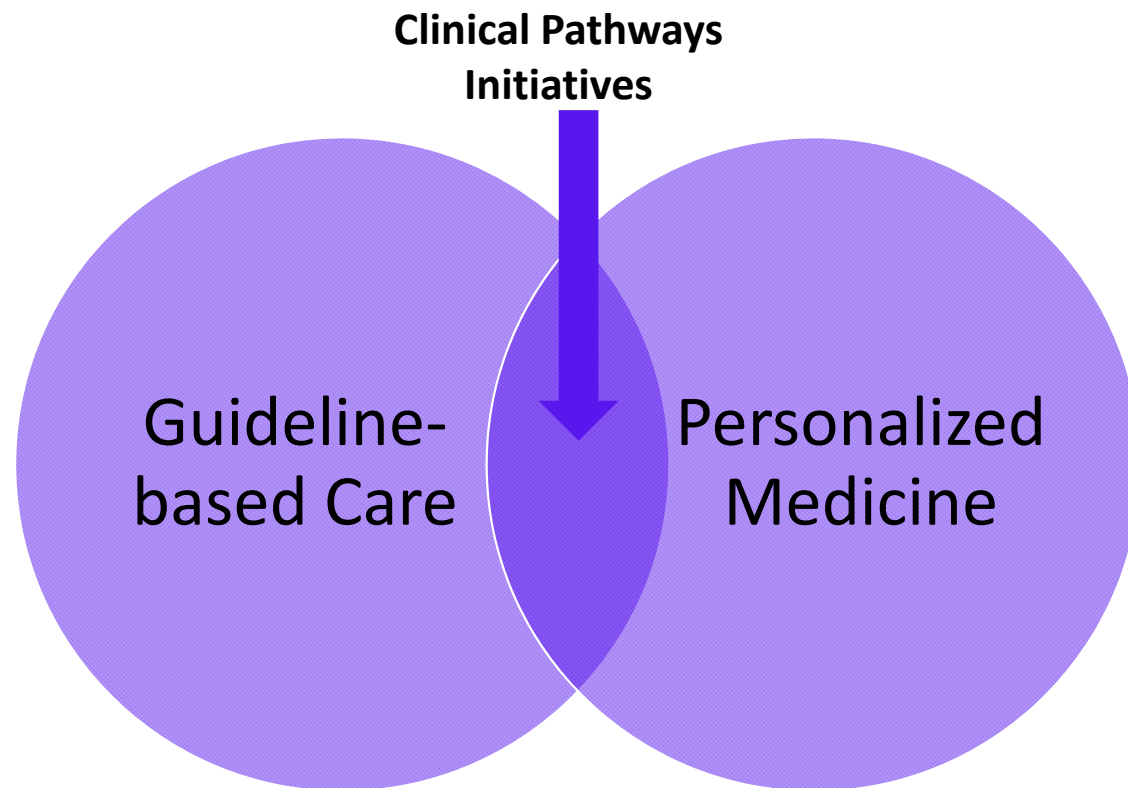 Clinical Pathways
Initiatives
Guideline-
based Care
Personalized
Medicine